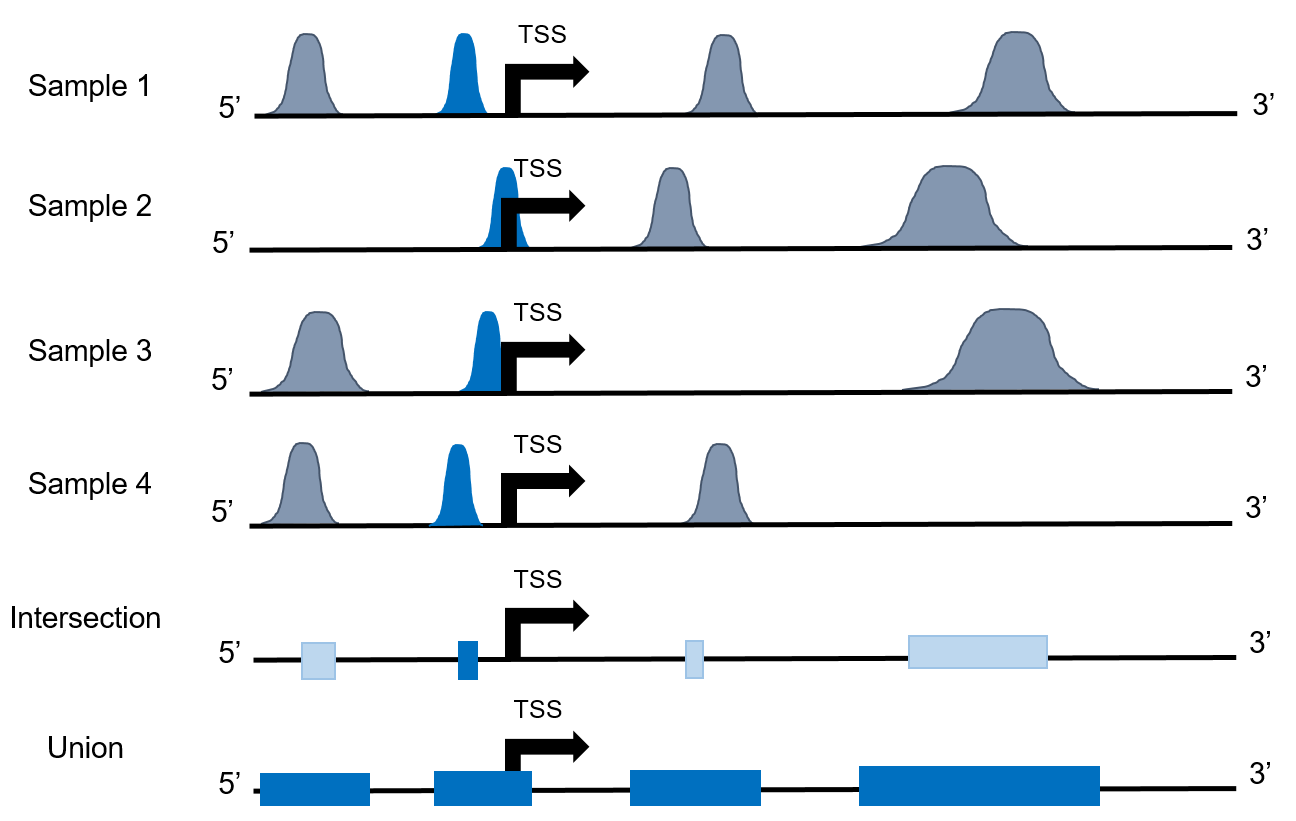 TSS
Sample 1
5’
3’
TSS
Sample 2
5’
3’
TSS
Sample 3
5’
3’
TSS
Sample 4
5’
3’
TSS
Intersection
5’
3’
TSS
Union
5’
3’